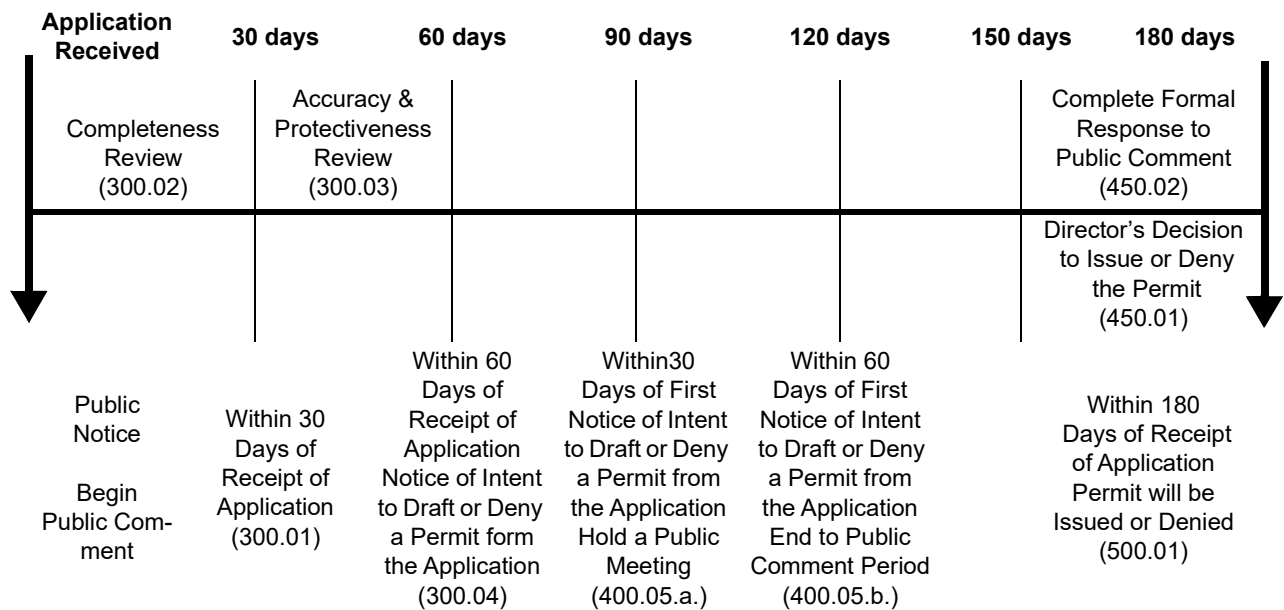 Application
Received
30 days
60 days
90 days
120 days
150 days
180 days
Completeness
Review
(300.02)
Accuracy &
Protectiveness
Review
(300.03)
Complete Formal
Response to
Public Comment
(450.02)
Director’s Decision
to Issue or Deny
the Permit
(450.01)
Public
Notice
Begin
Public Com-
ment
Within 30
Days of
Receipt of
Application
(300.01)
Within 60
Days of
Receipt of
Application
Notice of Intent
to Draft or Deny
a Permit form
the Application
(300.04)
Within30
Days of First
Notice of Intent
to Draft or Deny
a Permit from
the Application
Hold a Public
Meeting
(400.05.a.)
Within 60
Days of First
Notice of Intent
to Draft or Deny
a Permit from
the Application
End to Public
Comment Period
(400.05.b.)
Within 180
Days of Receipt
of Application
Permit will be
Issued or Denied
(500.01)